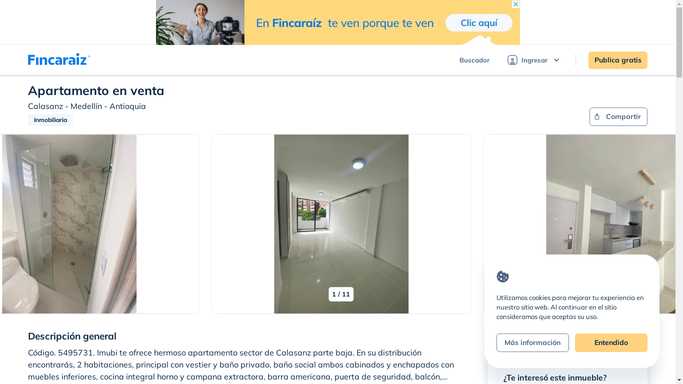 En Fincaraíz te ven porque te ven
Clic aquí
Fincaraiz
Buscador
Ingresar
Publica gratis
Apartamento en venta
Calasanz - Medellín - Antioquia
Inmobiliaria
Compartir
1 / 11
Utilizamos cookies para mejorar tu experiencia en
nuestro sitio web. Al continuar en el sitio
consideramos que aceptas su uso.
Más información
Entendido
Descripción general
Código. 5495731. Imubi te ofrece hermoso apartamento sector de Calasanz parte baja. En su distribución
encontrarás, 2 habitaciones, principal con vestier y baño privado, baño social ambos cabinados y enchapados con
muebles inferiores, cocina integral horno y campana extractora, barra americana, puerta de seguridad, balcón,...
¿Te interesó este inmueble?